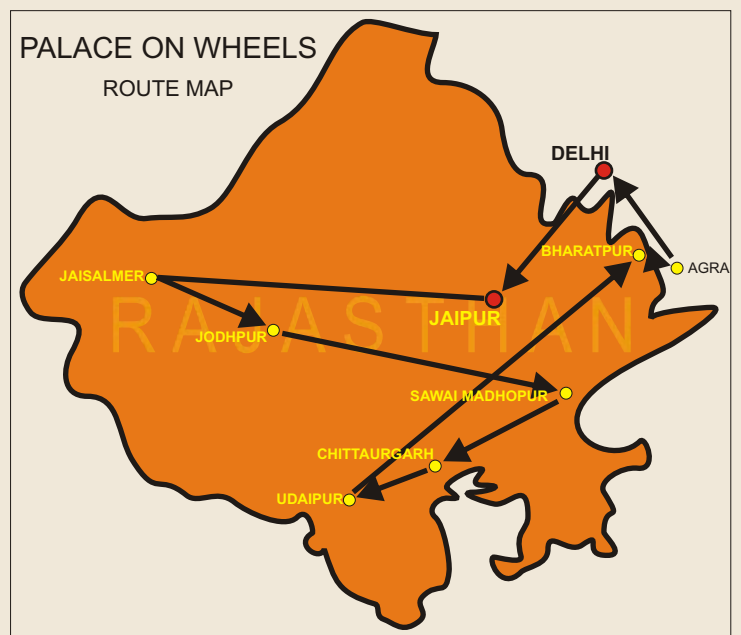 PALACE ON WHEELS
ROUTE MAP
DELHI
BHARATPUR
AGRA
JAISALMER
RAJASTHAN
JAIPUR
JODHPUR
SAWAI MADHOPUR
CHITTAURGARH
UDAIPUR